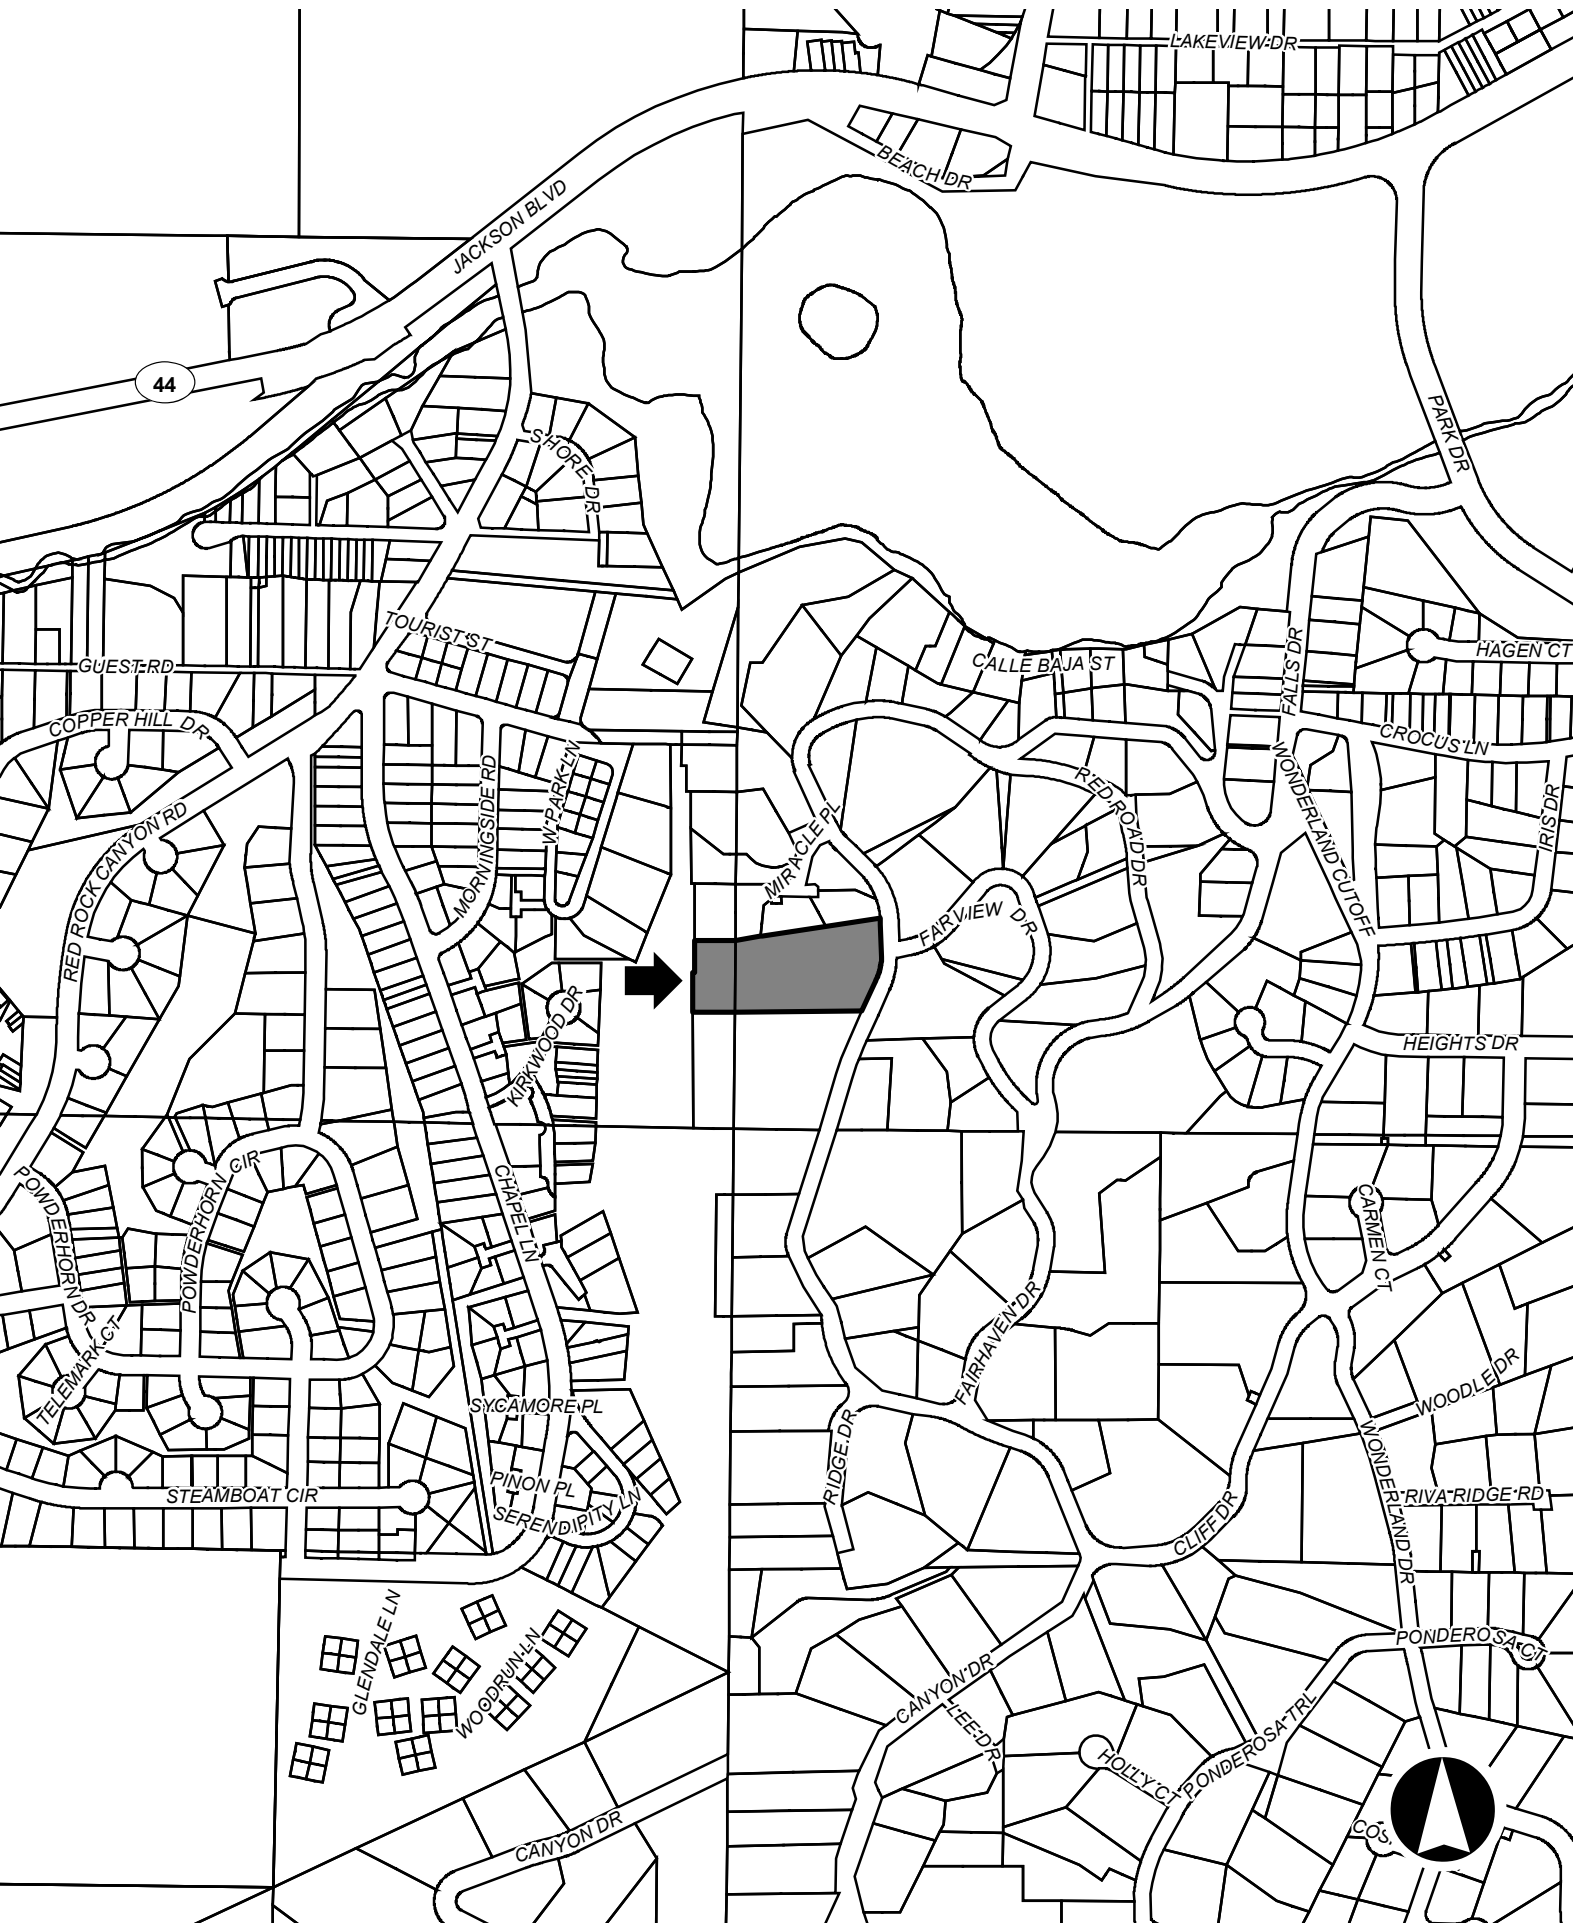 LAKEVIEW DR
BEACH DR
JACKSON BLVD
44
PARK DR
SHORE DR
TOURIST ST
GUEST RD
CALLE BAJA ST
FALLS DR
HAGEN CT
COPPER HILL DR
CROCUS LN
W PARK LN
MORNINGSIDE RD
RED ROCK CANYON RD
MIRACLE PL
RED ROAD DR
WONDERLAND CUTOFF
IRIS DR
FARVIEW DR
KIRKWOOD DR
HEIGHTS DR
POWDERHORN CIR
POWDERHORN DR
CHAPEL LN
CARMEN CT
TELEMARK CT
FAIRHAVEN DR
WOODLE DR
SYCAMORE PL
RIDGE DR
PINON PL
SERENDIPITY LN
STEAMBOAT CIR
WONDERLAND DR
RIVA RIDGE RD
CLIFF DR
GLENDALE LN
WOODRUN LN
PONDEROSA CT
CANYON DR
LEE DR
PONDEROSA TRL
HOLLY CT
CANYON DR